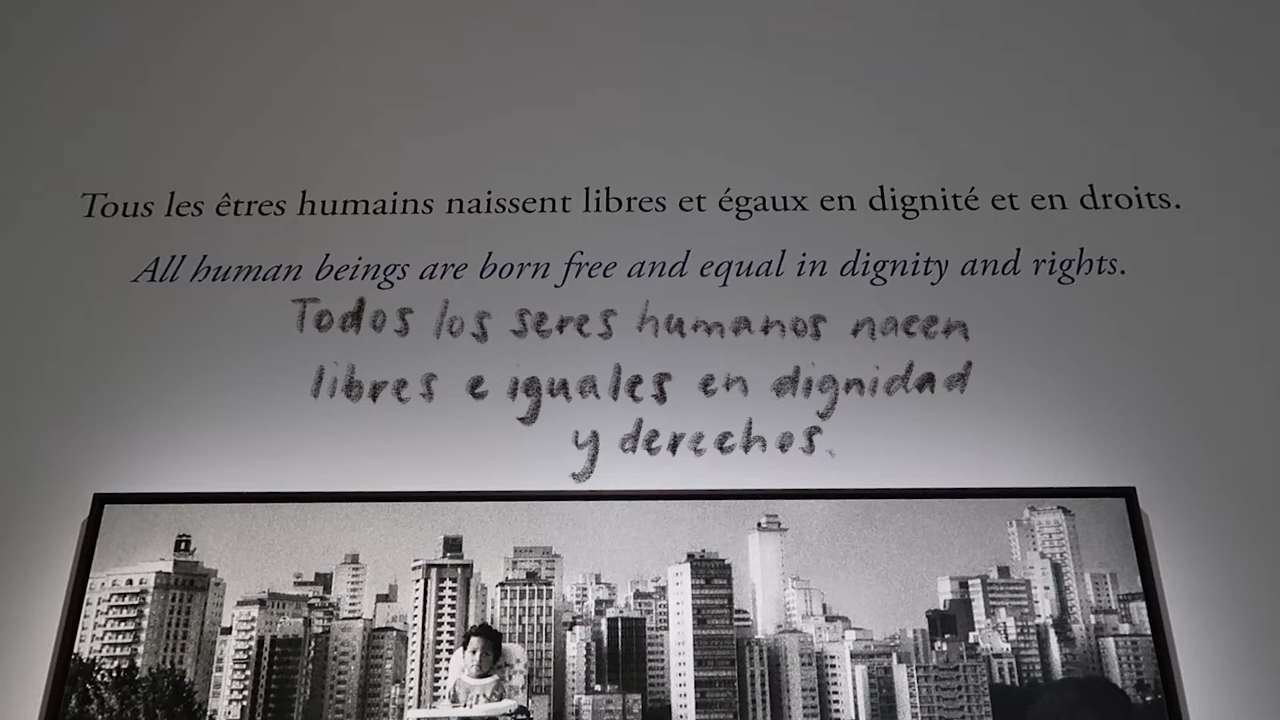 Tous les êtres humains naissent libres et égaux en dignité et en droits.
All human beings are born free and equal in dignity and rights.
Todos los seres humanos nacen
libres e iguales en dignidad
y derechos.